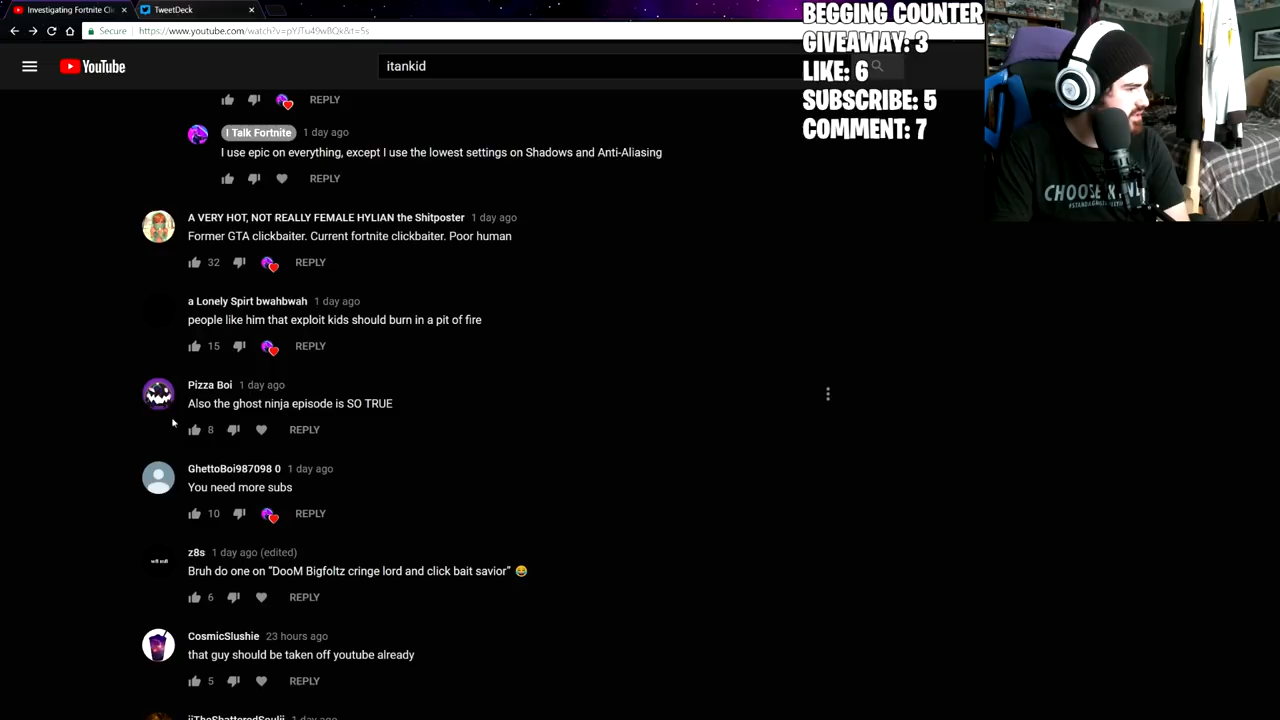 Investigating Fortnite Cli
TweetDeck
Secure
https://www.youtube.com/watch?v=pYJTu49wBQk&t=5s
YouTube
itankid
BEGGING COUNTER
GIVEAWAY: 3
LIKE: 6
SUBSCRIBE: 5
COMMENT: 7
CHOOSE KIND
REPLY
I Talk Fortnite 1 day ago
I use epic on everything, except I use the lowest settings on Shadows and Anti-Aliasing
REPLY
A VERY HOT, NOT REALLY FEMALE HYLIAN the Shitposter 1 day ago
Former GTA clickbaiter. Current fortnite clickbaiter. Poor human
32 REPLY
a Lonely Spirt bwahbwah 1 day ago
people like him that exploit kids should burn in a pit of fire
15 REPLY
Pizza Boi 1 day ago
Also the ghost ninja episode is SO TRUE
8 REPLY
GhettoBoi987098 0 1 day ago
You need more subs
10 REPLY
z8s 1 day ago (edited)
Bruh do one on “DooM Bigfoltz cringe lord and click bait savior” 😂
6 REPLY
CosmicSlushie 23 hours ago
that guy should be taken off youtube already
5 REPLY
1 day ago